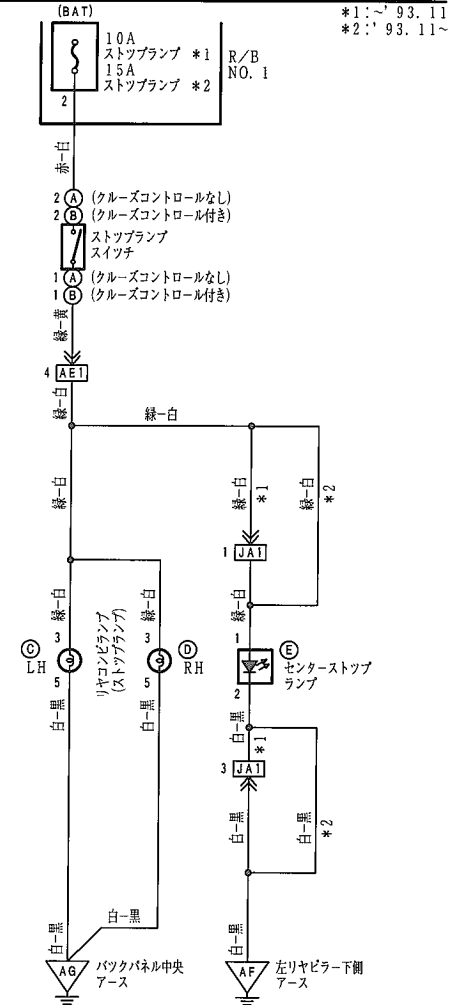 (BAT)
*1:~'93.11
*2:'93.11~
10A
ストップランプ *1
15A
ストップランプ *2
R/B
NO.1
2
赤-白
2 A (クルーズコントロールなし)
2 B (クルーズコントロール付き)
ストップランプ
スイッチ
1 A (クルーズコントロールなし)
1 B (クルーズコントロール付き)
緑-黄
4 AE1
緑-白
緑-白
緑-白
緑-白
*1
緑-白
*2
1 JA1
緑-白
緑-白
緑-白
C
LH
3
5
リヤコンビランプ
(ストップランプ)
3
5
D
RH
1
2
E
センターストップ
ランプ
白-黒
白-黒
白-黒
*1
3 JA1
白-黒
白-黒
*2
白-黒
白-黒
白-黒
AG
バックパネル中央
アース
AF
左リヤピラー下側
アース